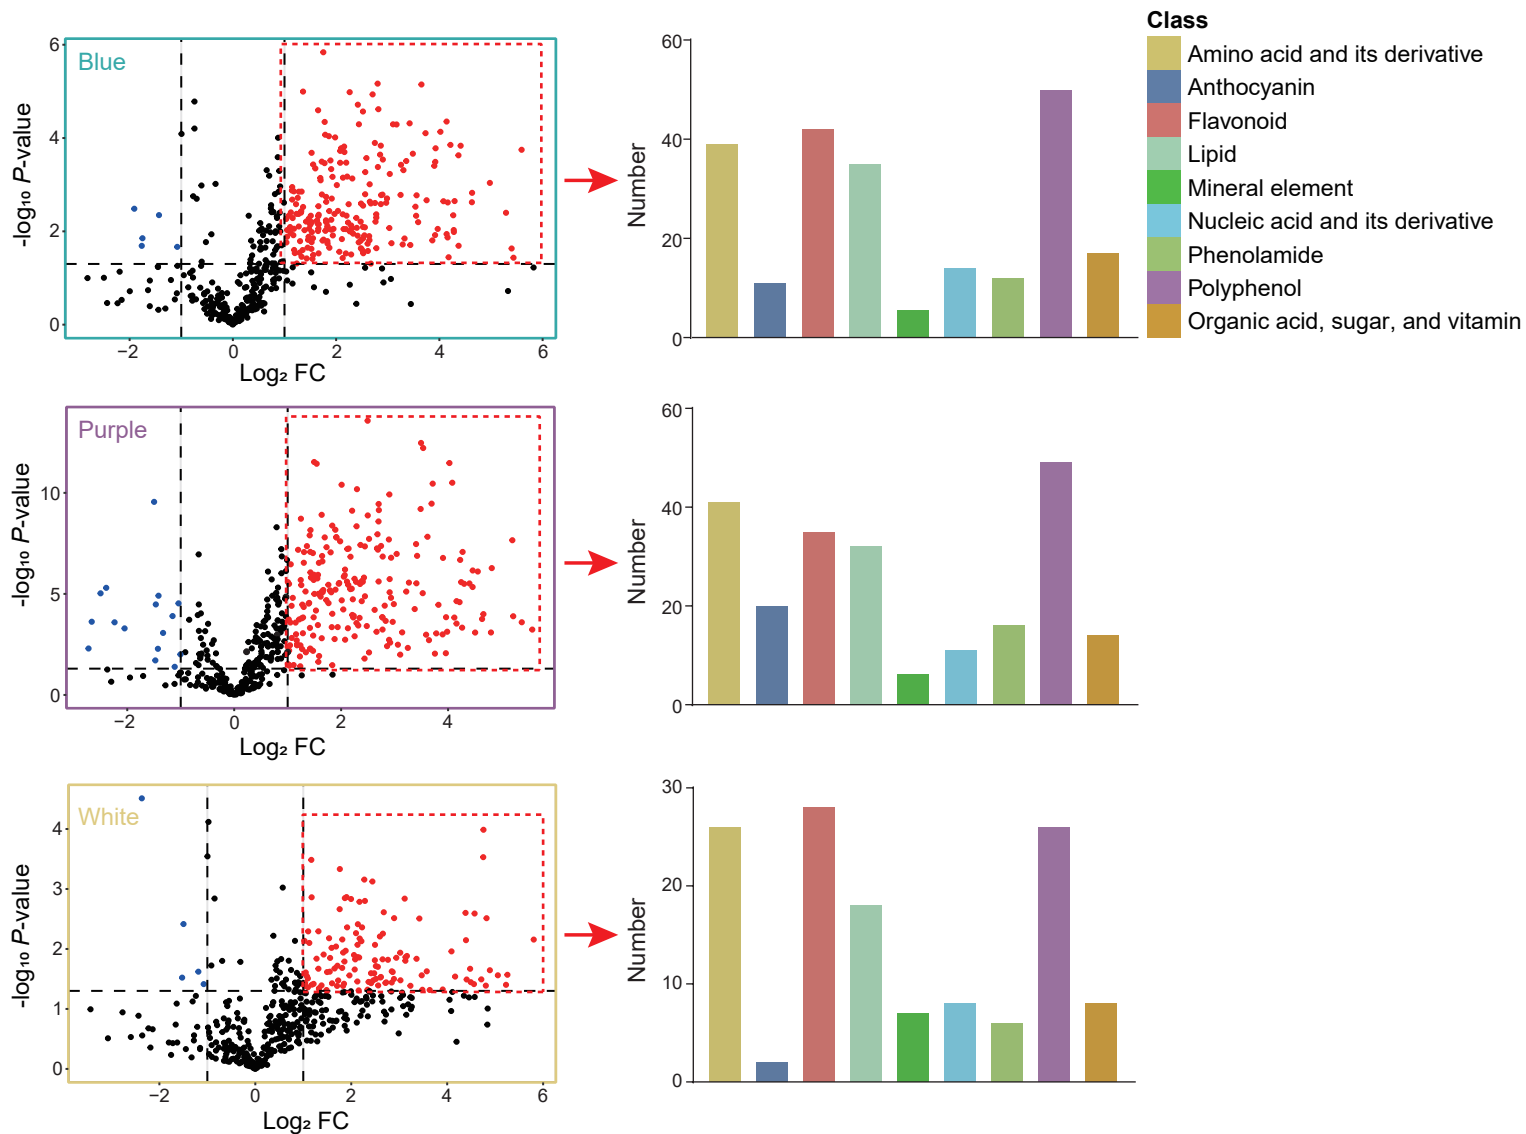 Blue
6
4
2
0
-log₁₀ P-value
−2
0
2
4
6
Log₂ FC
60
40
20
0
Number
Class
Amino acid and its derivative
Anthocyanin
Flavonoid
Lipid
Mineral element
Nucleic acid and its derivative
Phenolamide
Polyphenol
Organic acid, sugar, and vitamin
Purple
10
5
0
-log₁₀ P-value
−2
0
2
4
Log₂ FC
60
40
20
0
Number
White
4
3
2
1
0
-log₁₀ P-value
−2
0
2
4
6
Log₂ FC
30
20
10
0
Number